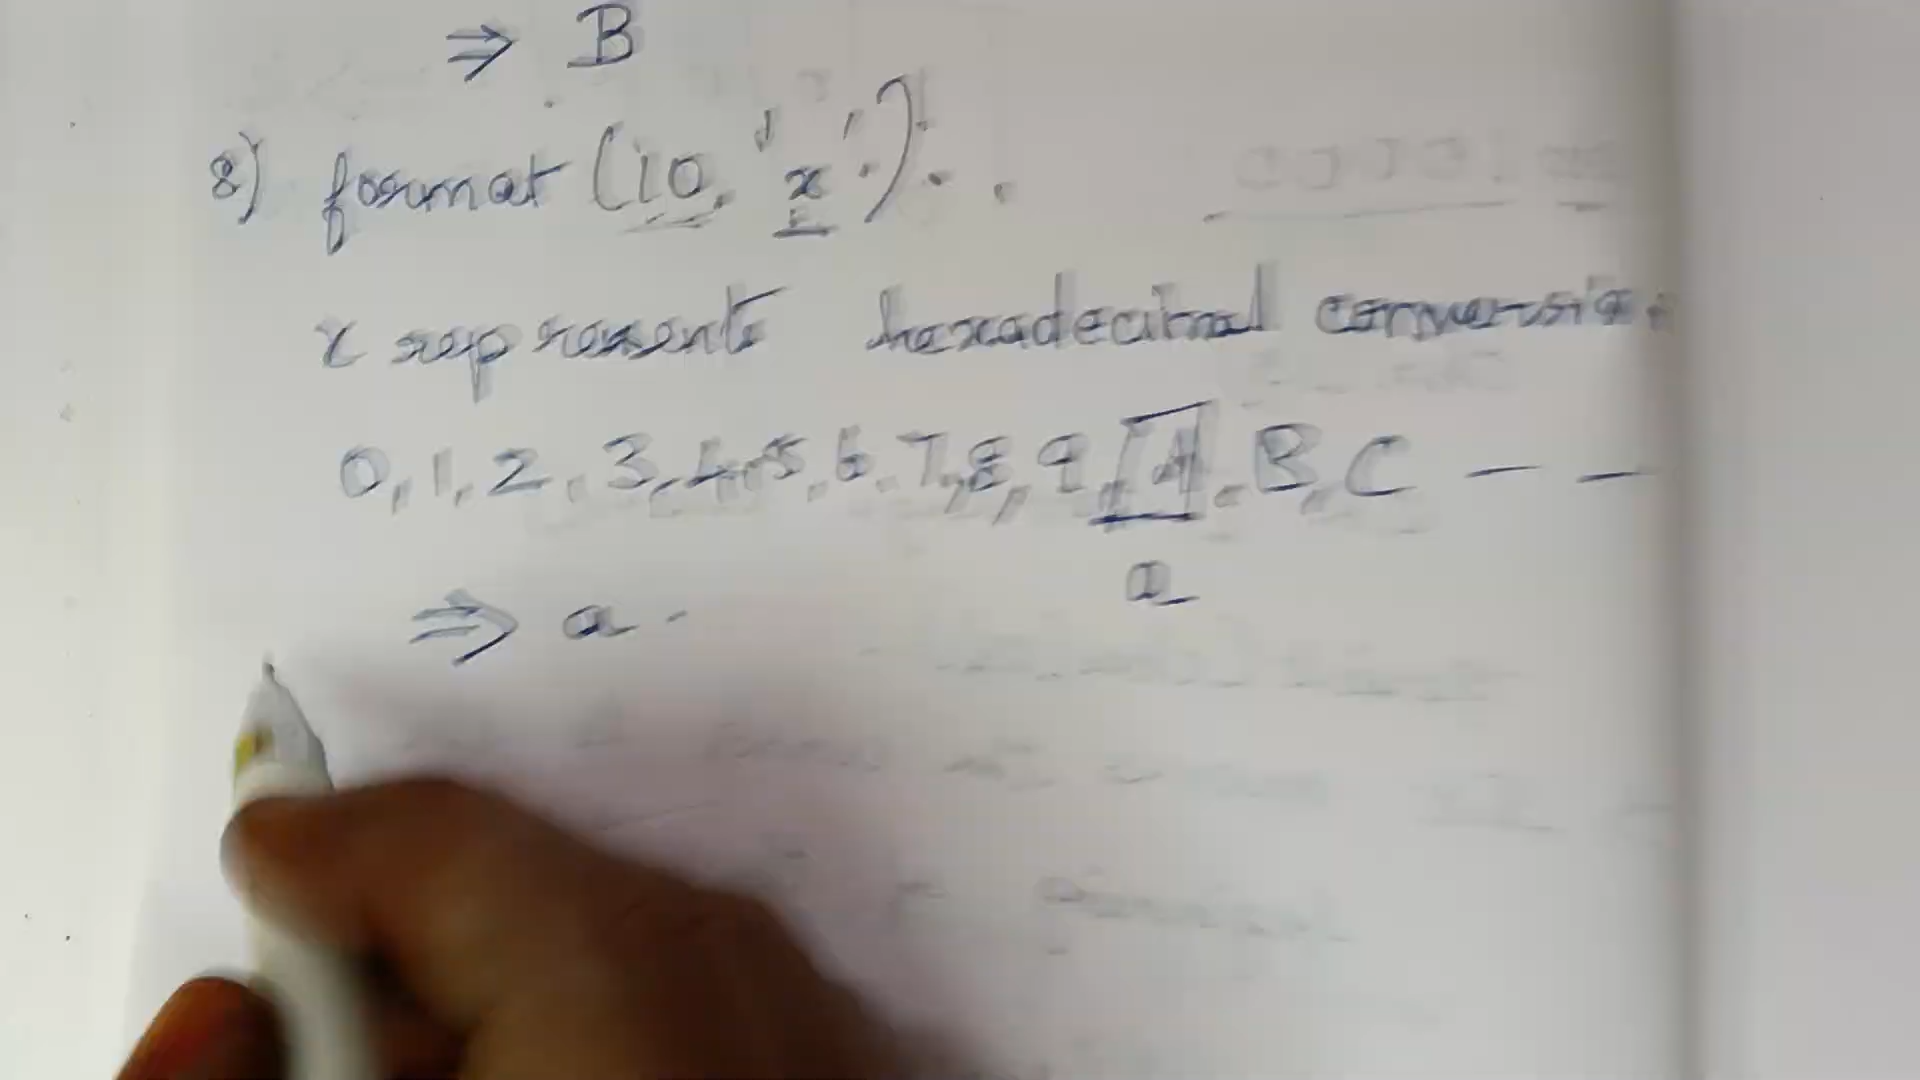 ⇒ B
8) format (10, 'x').
x represents hexadecimal conversion
0, 1, 2, 3, 4, 5, 6, 7, 8, 9, A, B, C - -
a
⇒ a.